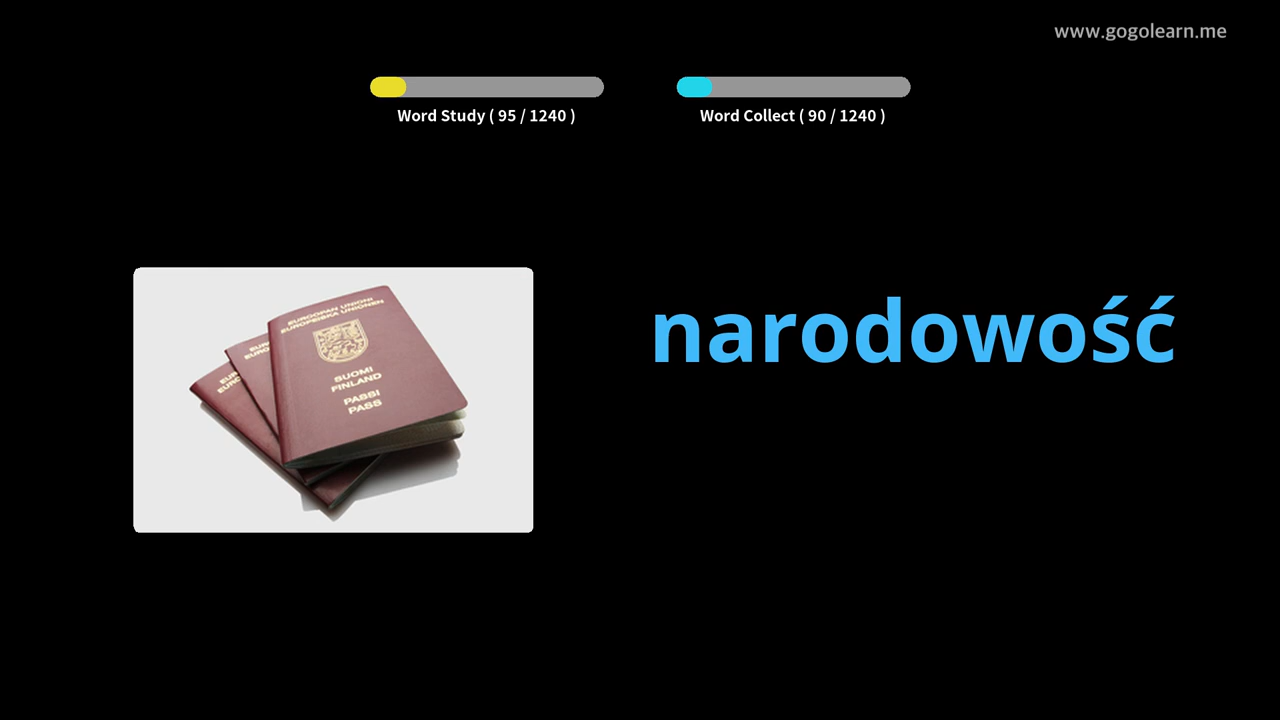 www.gogolearn.me
Word Study ( 95 / 1240 )
Word Collect ( 90 / 1240 )
narodowość
EUROOPAN UNIONI
EUROPEISKA UNIONEN
SUOMI
FINLAND
PASSI
PASS